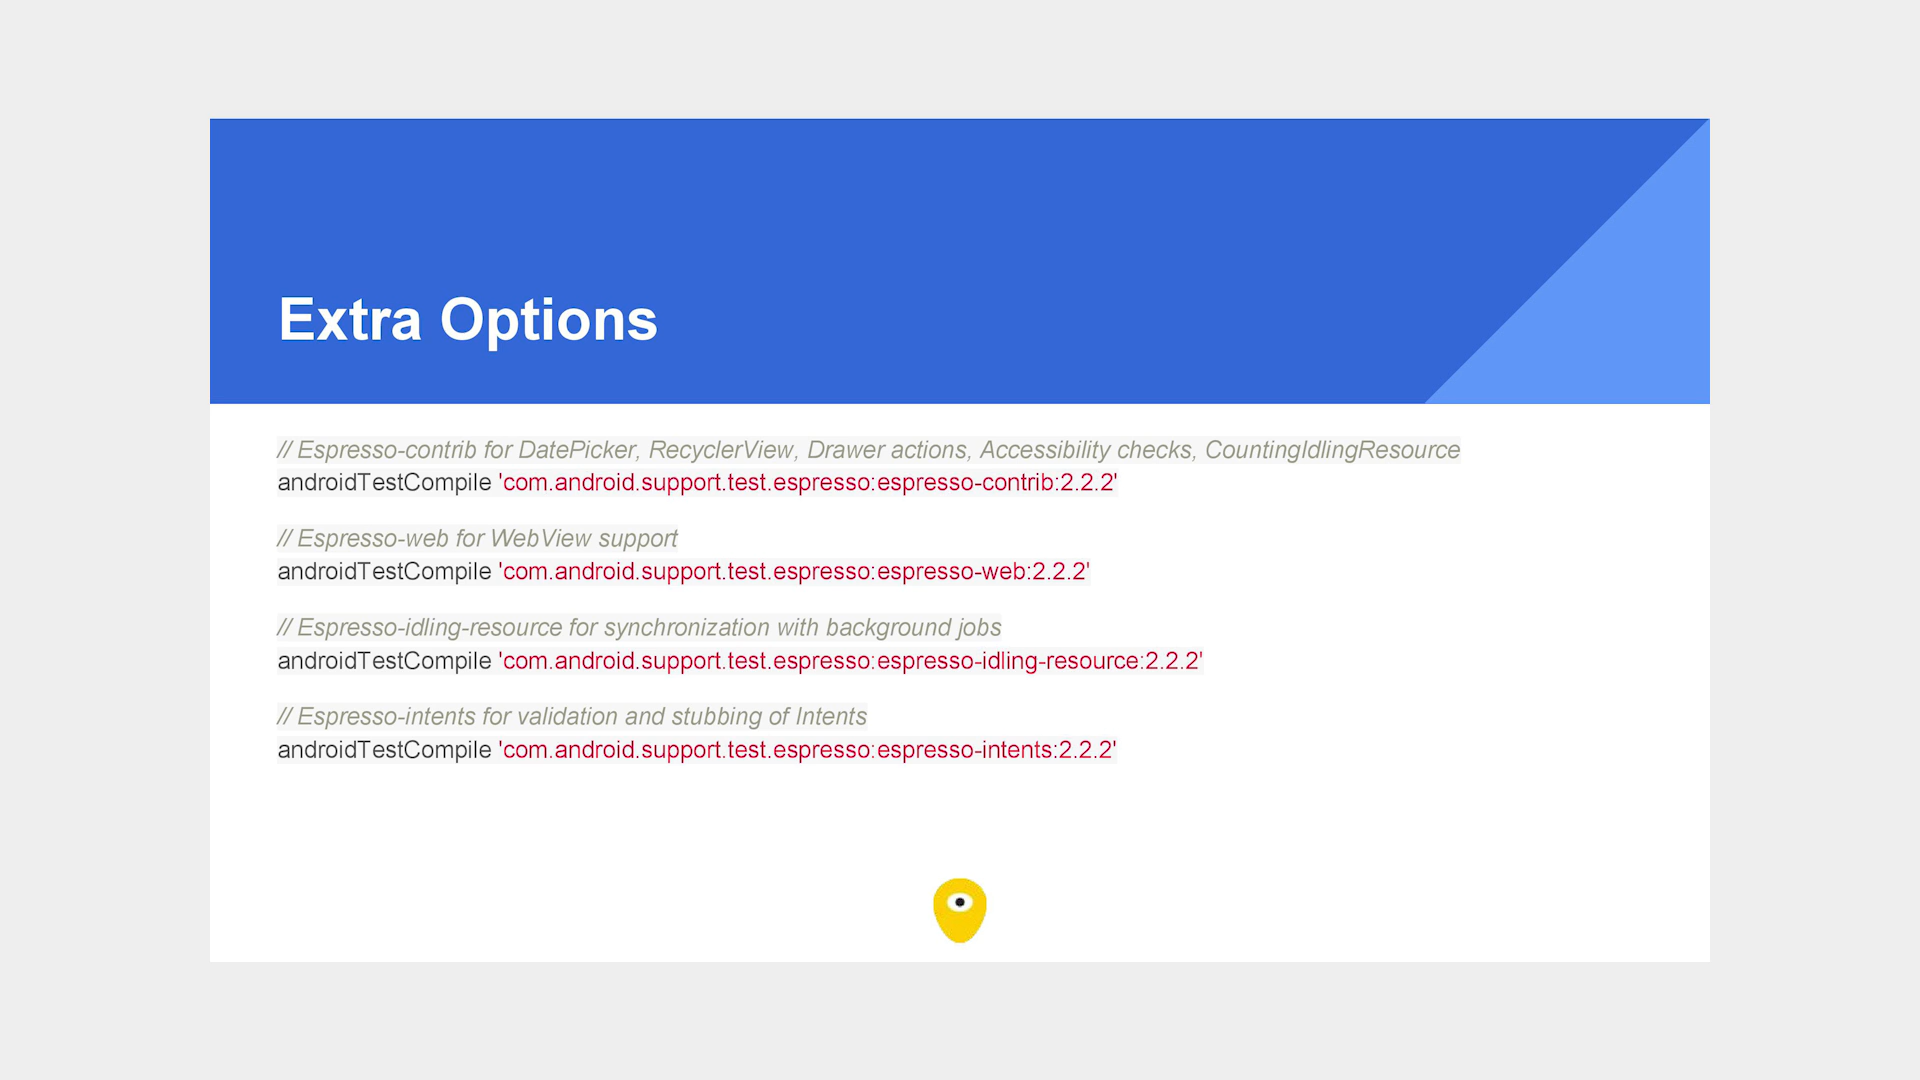 Extra Options
// Espresso-contrib for DatePicker, RecyclerView, Drawer actions, Accessibility checks, CountingIdlingResource
androidTestCompile 'com.android.support.test.espresso:espresso-contrib:2.2.2'
// Espresso-web for WebView support
androidTestCompile 'com.android.support.test.espresso:espresso-web:2.2.2'
// Espresso-idling-resource for synchronization with background jobs
androidTestCompile 'com.android.support.test.espresso:espresso-idling-resource:2.2.2'
// Espresso-intents for validation and stubbing of Intents
androidTestCompile 'com.android.support.test.espresso:espresso-intents:2.2.2'